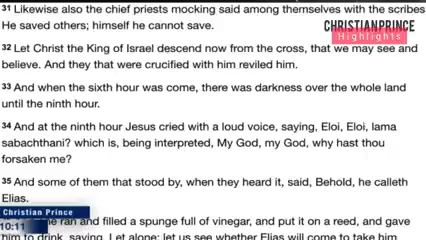 31 Likewise also the chief priests mocking said among themselves with the scribes
He saved others; himself he cannot save.
CHRISTIANPRINCE
Highlights
32 Let Christ the King of Israel descend now from the cross, that we may see and
believe. And they that were crucified with him reviled him.
33 And when the sixth hour was come, there was darkness over the whole land
until the ninth hour.
34 And at the ninth hour Jesus cried with a loud voice, saying, Eloi, Eloi, lama
sabachthani? which is, being interpreted, My God, my God, why hast thou
forsaken me?
35 And some of them that stood by, when they heard it, said, Behold, he calleth
Elias.
Christian Prince
ran and filled a spunge full of vinegar, and put it on a reed, and gave
10:11
him to drink, saying, Let alone; let us see whether Elias will come to take him